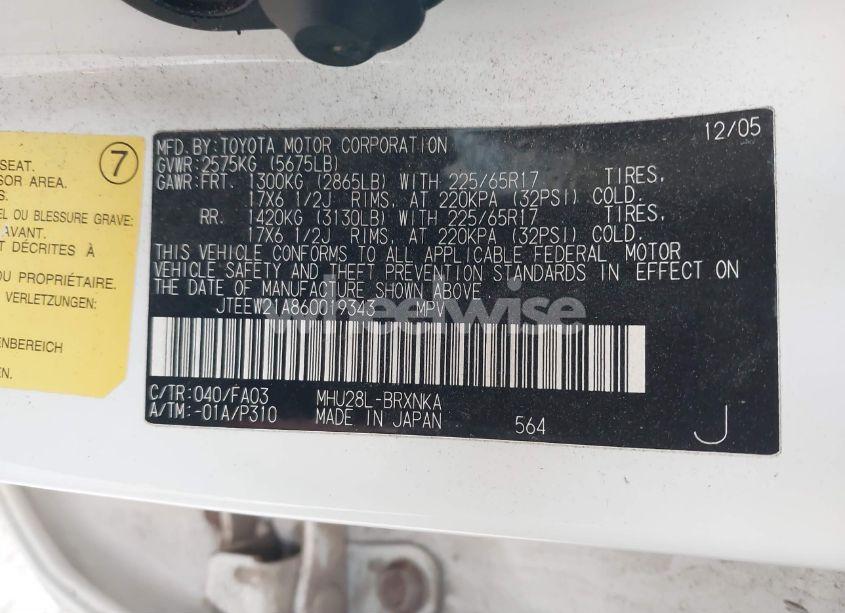 SEAT.
SOR AREA.
S.
EL OU BLESSURE GRAVE:
AVANT.
T DÉCRITES À
DU PROPRIÉTAIRE.
VERLETZUNGEN:
ENBEREICH
EN.
7
12/05
MFD. BY: TOYOTA MOTOR CORPORATION
GVWR: 2575KG (5675LB)
GAWR: FRT. 1300KG (2865LB) WITH 225/65R17 TIRES,
17X6 1/2J RIMS, AT 220KPA (32PSI) COLD.
RR. 1420KG (3130LB) WITH 225/65R17 TIRES,
17X6 1/2J RIMS, AT 220KPA (32PSI) COLD.
THIS VEHICLE CONFORMS TO ALL APPLICABLE FEDERAL MOTOR
VEHICLE SAFETY AND THEFT PREVENTION STANDARDS IN EFFECT ON
THE DATE OF MANUFACTURE SHOWN ABOVE.
JTEEW21A860019343 MPV
wheelwise
C/TR: 040/FA03 MHU28L-BRXNKA
A/TM: -01A/P310 MADE IN JAPAN 564
J